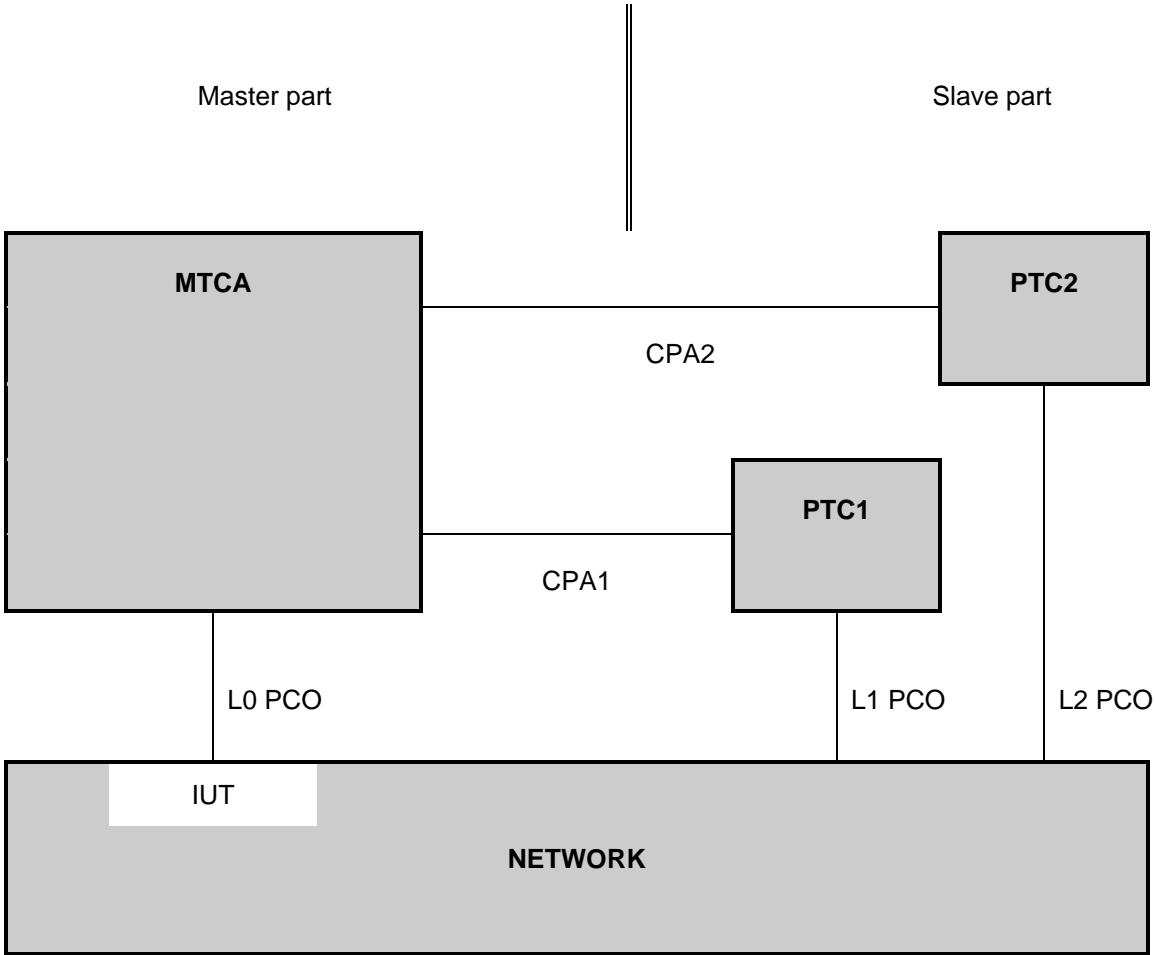 Master part
Slave part
MTCA
PTC2
CPA2
PTC1
CPA1
L0 PCO
L1 PCO
L2 PCO
IUT
NETWORK